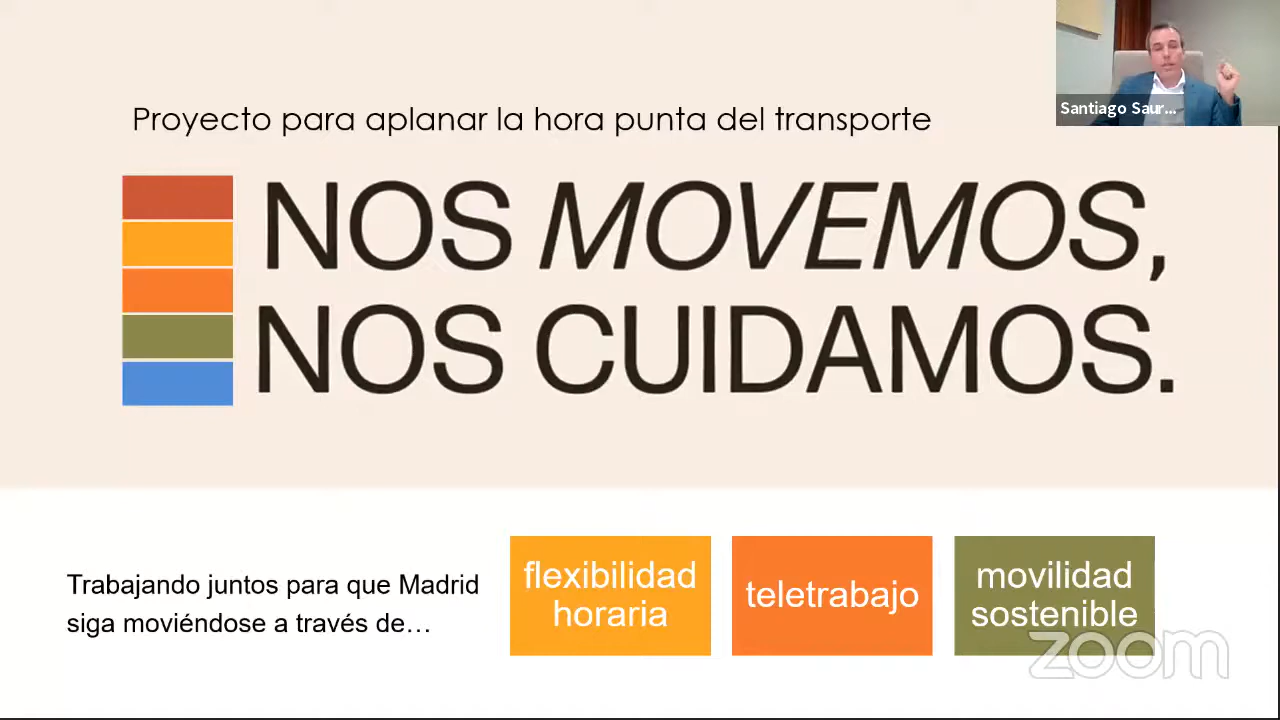 Santiago Saur...
Proyecto para aplanar la hora punta del transporte
NOS MOVEMOS,
NOS CUIDAMOS.
Trabajando juntos para que Madrid
siga moviéndose a través de…
flexibilidad
horaria
teletrabajo
movilidad
sostenible
zoom